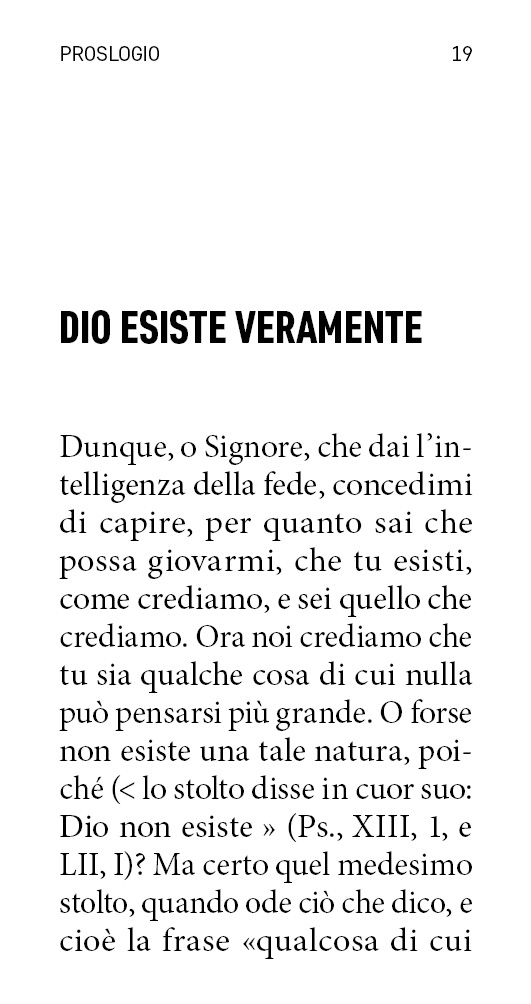 PROSLOGIO 19
DIO ESISTE VERAMENTE
Dunque, o Signore, che dai l’in-
telligenza della fede, concedimi
di capire, per quanto sai che
possa giovarmi, che tu esisti,
come crediamo, e sei quello che
crediamo. Ora noi crediamo che
tu sia qualche cosa di cui nulla
può pensarsi più grande. O forse
non esiste una tale natura, poi-
ché (< lo stolto disse in cuor suo:
Dio non esiste » (Ps., XIII, 1, e
LII, I)? Ma certo quel medesimo
stolto, quando ode ciò che dico, e
cioè la frase «qualcosa di cui